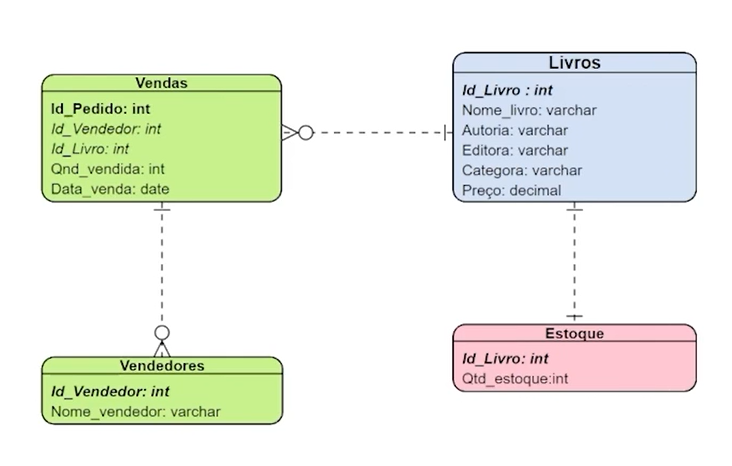 Vendas
Id_Pedido: int
Id_Vendedor: int
Id_Livro: int
Qnd_vendida: int
Data_venda: date
Livros
Id_Livro : int
Nome_livro: varchar
Autoria: varchar
Editora: varchar
Categora: varchar
Preço: decimal
Vendedores
Id_Vendedor: int
Nome_vendedor: varchar
Estoque
Id_Livro: int
Qtd_estoque:int